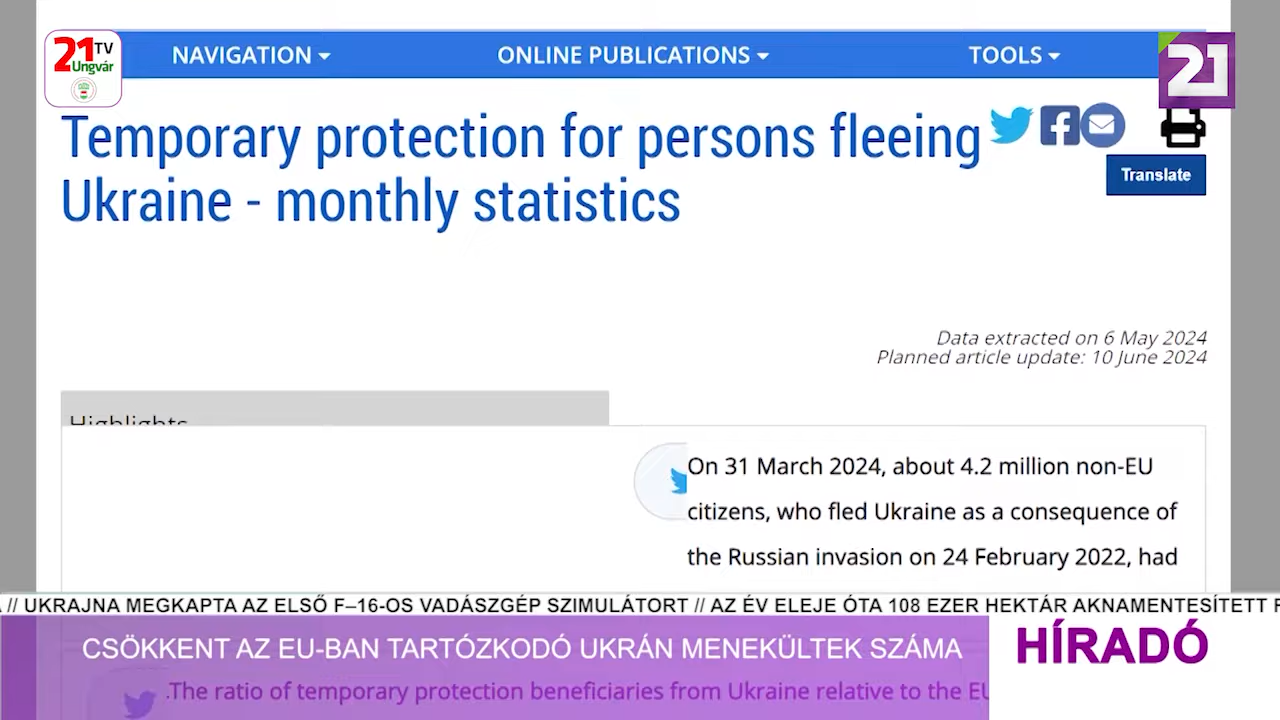 21 TV
Ungvár
NAVIGATION
ONLINE PUBLICATIONS
TOOLS
21
Temporary protection for persons fleeing
Ukraine - monthly statistics
Translate
Data extracted on 6 May 2024
Planned article update: 10 June 2024
Highlights
On 31 March 2024, about 4.2 million non-EU
citizens, who fled Ukraine as a consequence of
the Russian invasion on 24 February 2022, had
// UKRAJNA MEGKAPTA AZ ELSŐ F–16-OS VADÁSZGÉP SZIMULÁTORT // AZ ÉV ELEJE ÓTA 108 EZER HEKTÁR AKNAMENTESÍTETT
CSÖKKENT AZ EU-BAN TARTÓZKODÓ UKRÁN MENEKÜLTEK SZÁMA
HÍRADÓ
.The ratio of temporary protection beneficiaries from Ukraine relative to the EU